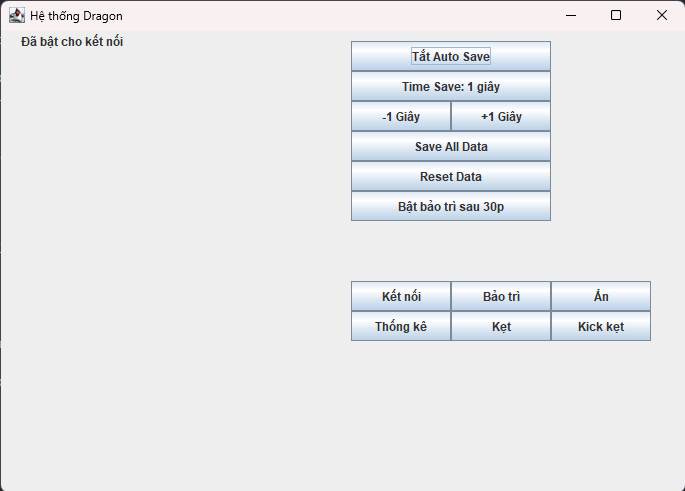 Hệ thống Dragon
Đã bật cho kết nối
Tắt Auto Save
Time Save: 1 giây
-1 Giây +1 Giây
Save All Data
Reset Data
Bật bảo trì sau 30p
Kết nối Bảo trì Ẩn
Thống kê Kẹt Kick kẹt